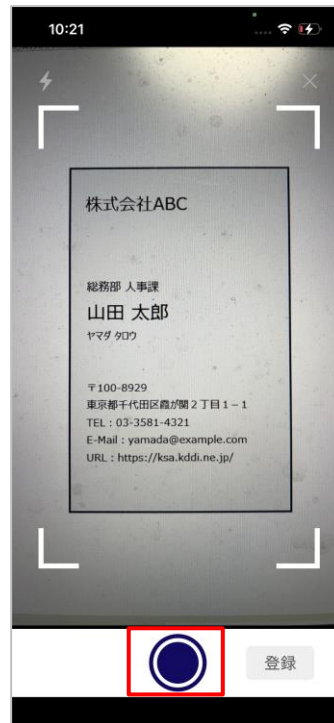 10:21
株式会社ABC
総務部 人事課
山田 太郎
ヤマダ タロウ
〒100-8929
東京都千代田区霞が関２丁目１－１
TEL：03-3581-4321
E-Mail：yamada@example.com
URL：https://ksa.kddi.ne.jp/
登録